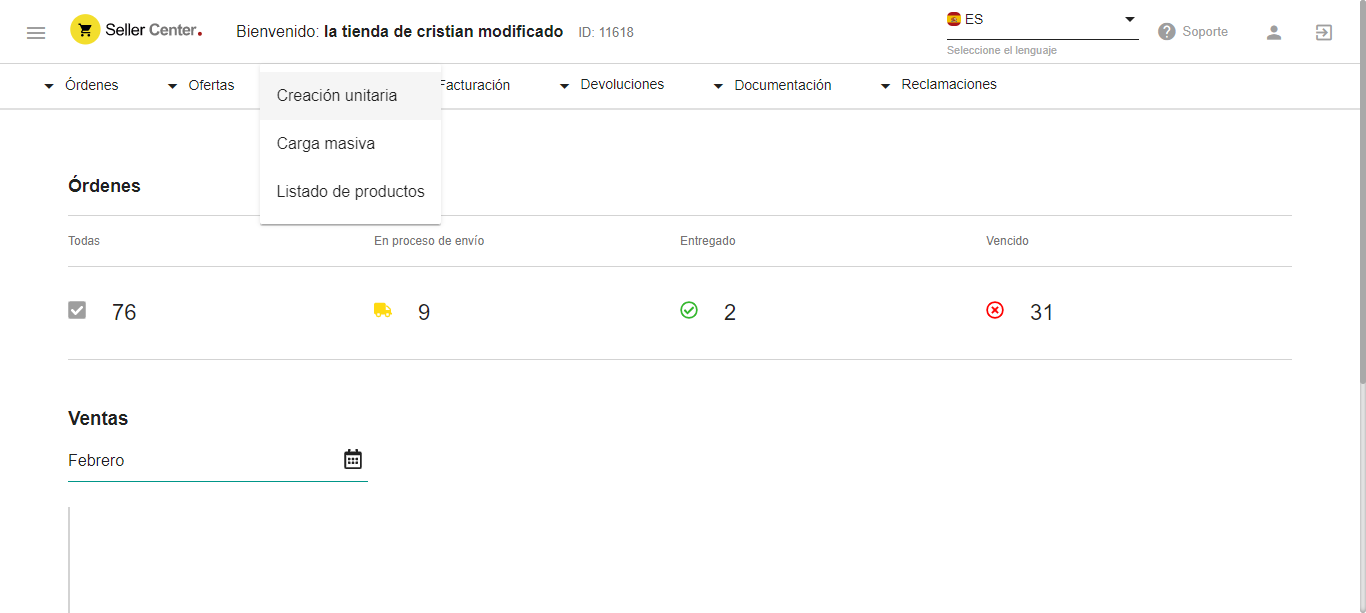 Seller Center.
Bienvenido: la tienda de cristian modificado ID: 11618
ES
Seleccione el lenguaje
Soporte
Órdenes
Ofertas
Facturación
Devoluciones
Documentación
Reclamaciones
Creación unitaria
Carga masiva
Listado de productos
Órdenes
Todas
En proceso de envío
Entregado
Vencido
76
9
2
31
Ventas
Febrero